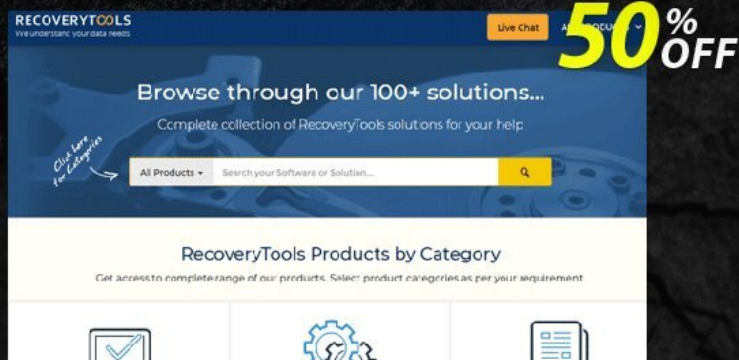 RECOVERYTOOLS
We understand your data needs
Live Chat
50% OFF
Browse through our 100+ solutions...
Complete collection of RecoveryTools solutions for your help
Click here
for Categories
All Products
Search your Software or Solution....
RecoveryTools Products by Category
Get access to complete range of our products. Select product categories as per your requirement